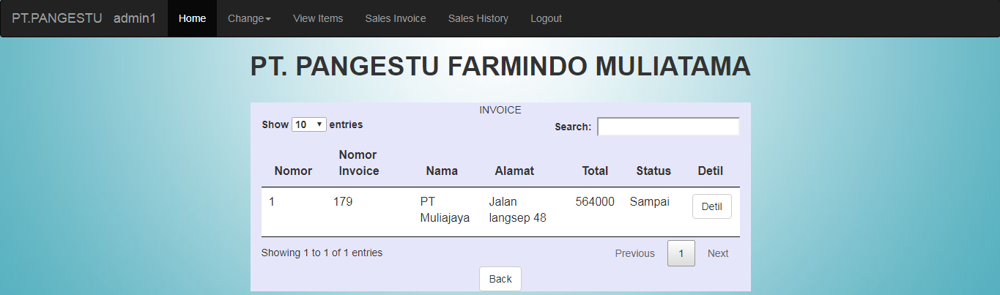 PT.PANGESTU admin1 Home Change View Items Sales Invoice Sales History Logout
PT. PANGESTU FARMINDO MULIATAMA
INVOICE
Show 10 entries Search:
Nomor Nomor Invoice Nama Alamat Total Status Detil
1 179 PT Muliajaya Jalan langsep 48 564000 Sampai Detil
Showing 1 to 1 of 1 entries Previous 1 Next
Back